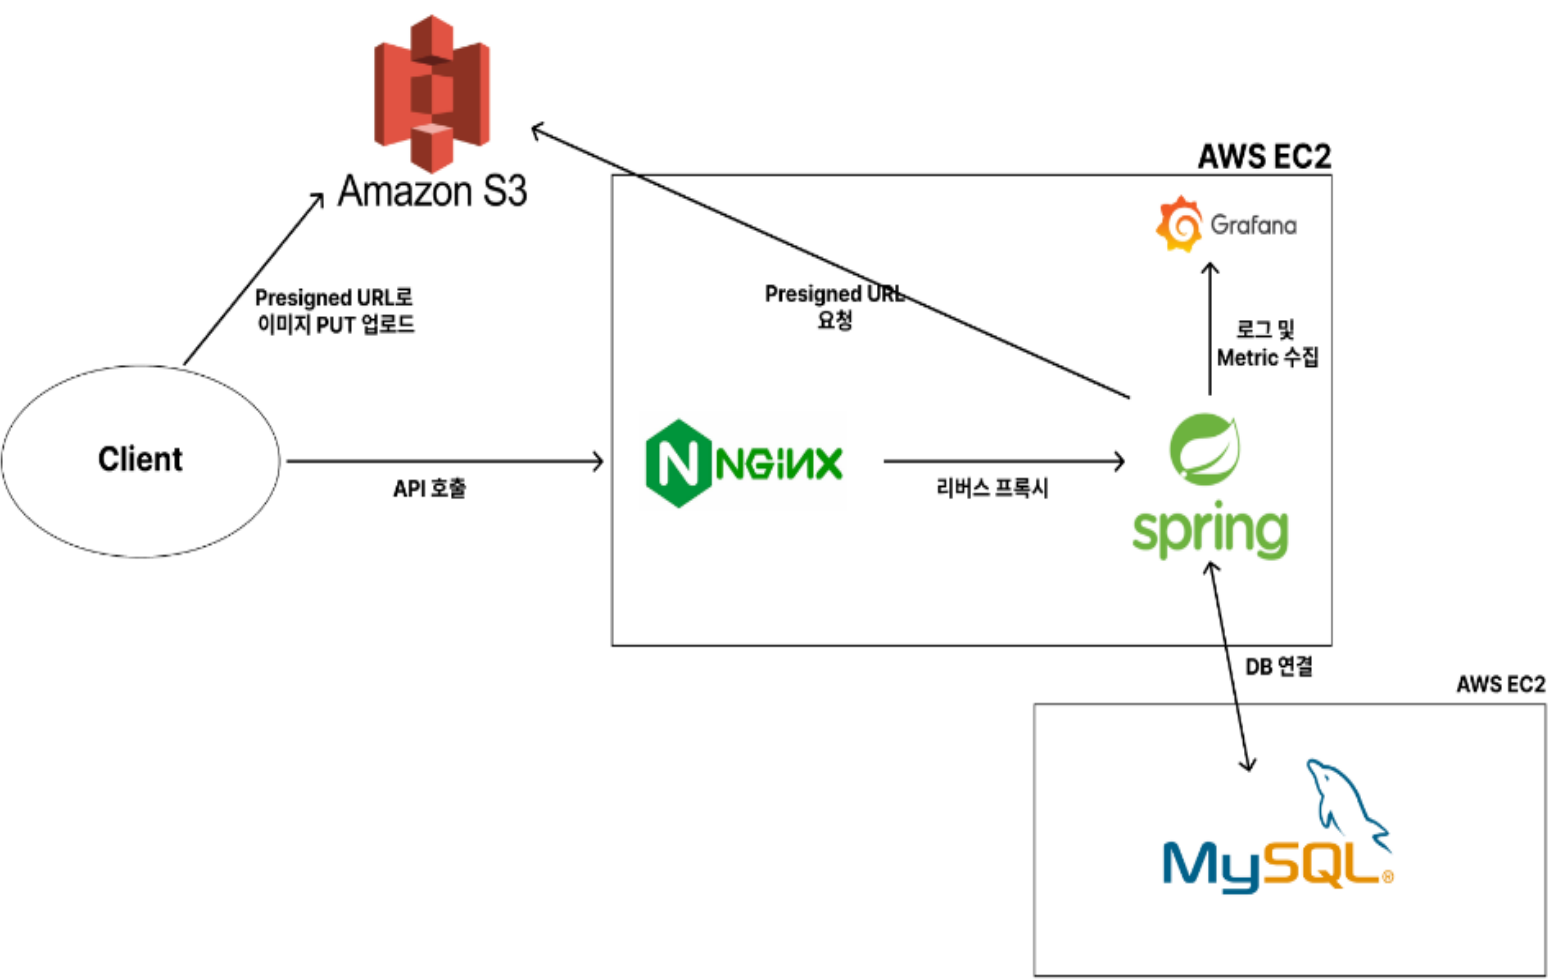 Amazon S3
AWS EC2
Grafana
Presigned URL로
이미지 PUT 업로드
Presigned URL
요청
로그 및
Metric 수집
Client
API 호출
N NGINX
리버스 프록시
spring
DB 연결
AWS EC2
MySQL®